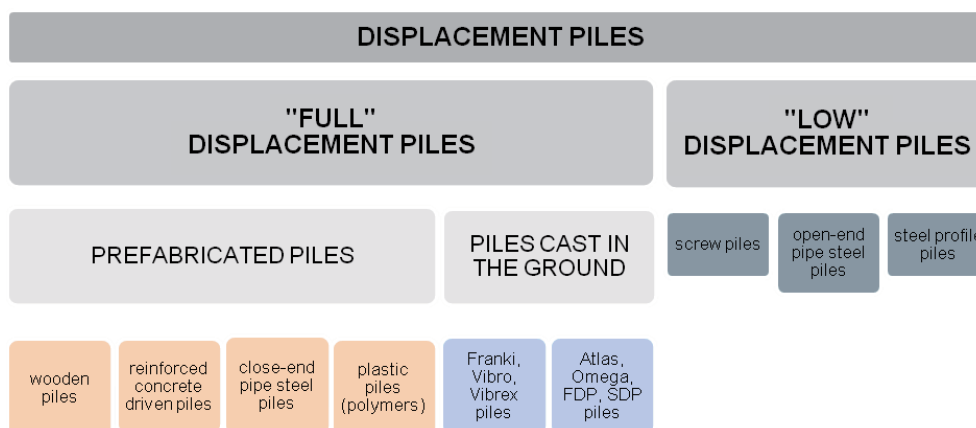 DISPLACEMENT PILES
"FULL"
DISPLACEMENT PILES
"LOW"
DISPLACEMENT PILES
PREFABRICATED PILES
PILES CAST IN
THE GROUND
screw piles
open-end
pipe steel
piles
steel profile
piles
wooden
piles
reinforced
concrete
driven piles
close-end
pipe steel
piles
plastic
piles
(polymers)
Franki,
Vibro,
Vibrex
piles
Atlas,
Omega,
FDP, SDP
piles